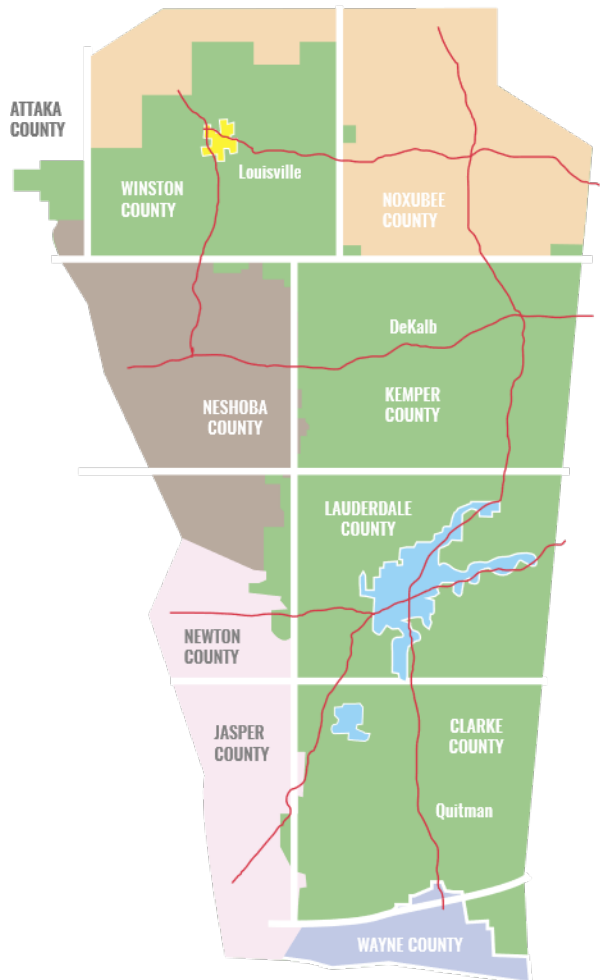 ATTAKA
COUNTY
Louisville
WINSTON
COUNTY
NOXUBEE
COUNTY
DeKalb
NESHOBA
COUNTY
KEMPER
COUNTY
LAUDERDALE
COUNTY
NEWTON
COUNTY
JASPER
COUNTY
CLARKE
COUNTY
Quitman
WAYNE COUNTY